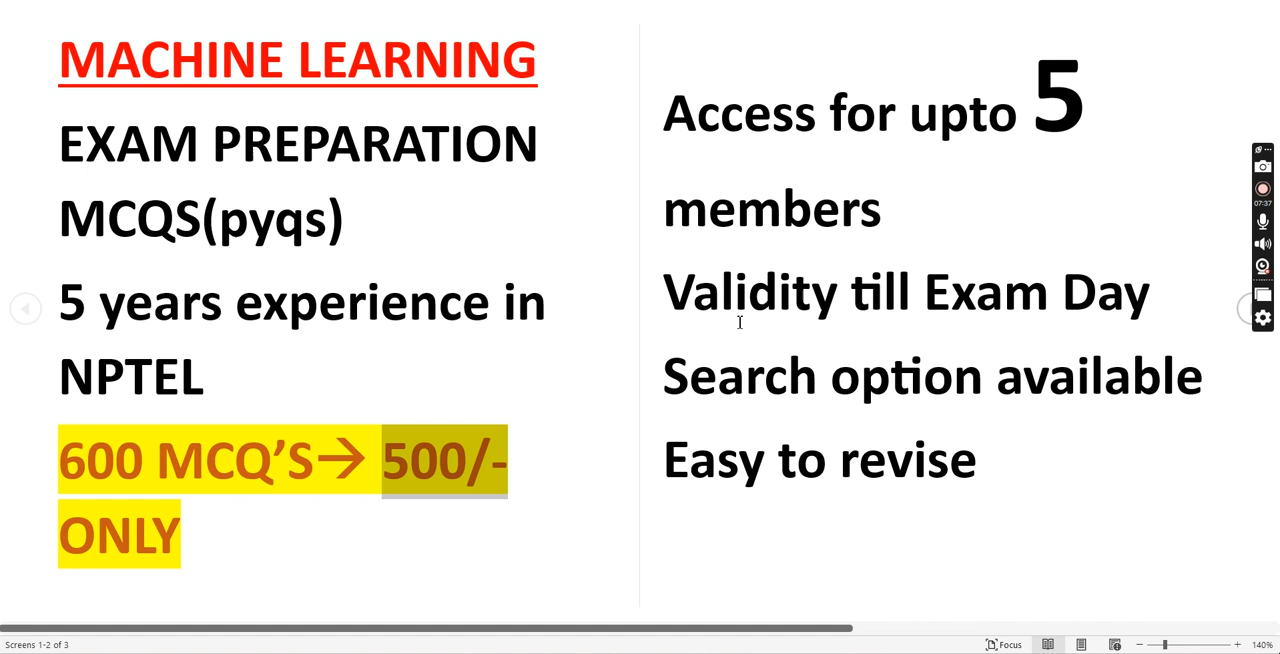 MACHINE LEARNING
EXAM PREPARATION
MCQS(pyqs)
5 years experience in
NPTEL
600 MCQ’S→ 500/-
ONLY
Access for upto 5
members
Validity till Exam Day
Search option available
Easy to revise
07:37
Screens 1-2 of 3
Focus
140%